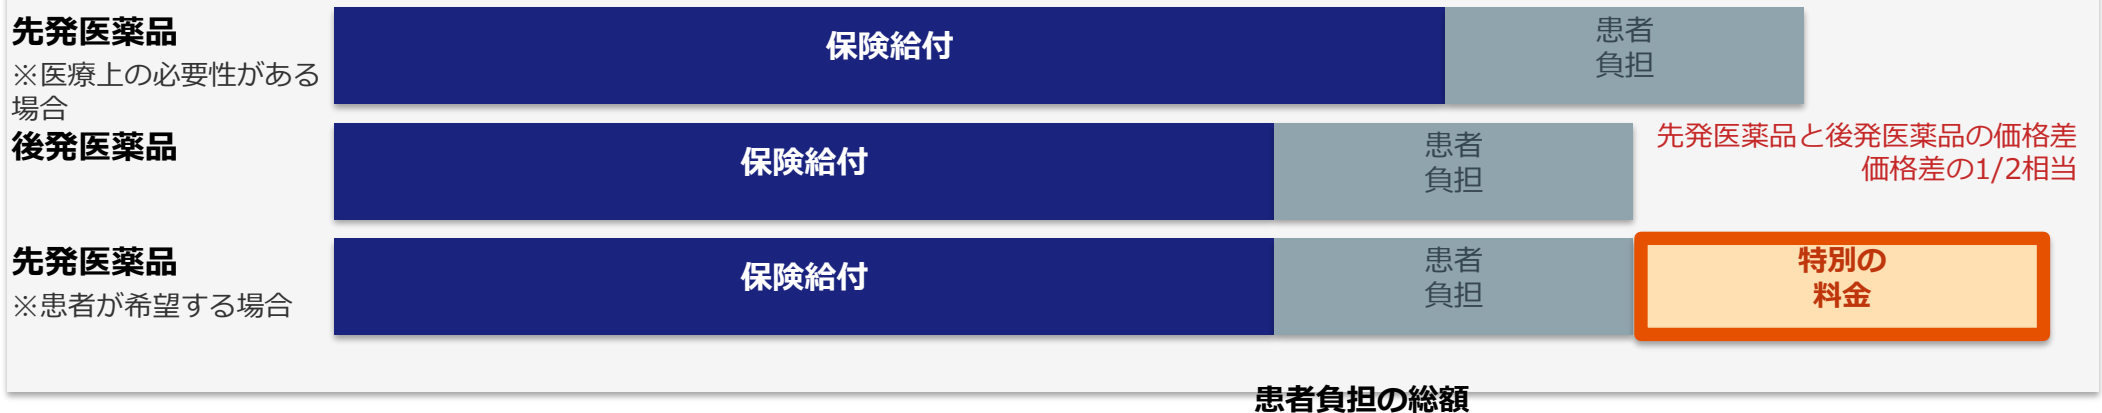 先発医薬品
※医療上の必要性がある
場合
保険給付
患者
負担
後発医薬品
保険給付
患者
負担
先発医薬品と後発医薬品の価格差
価格差の1/2相当
先発医薬品
※患者が希望する場合
保険給付
患者
負担
特別の
料金
患者負担の総額